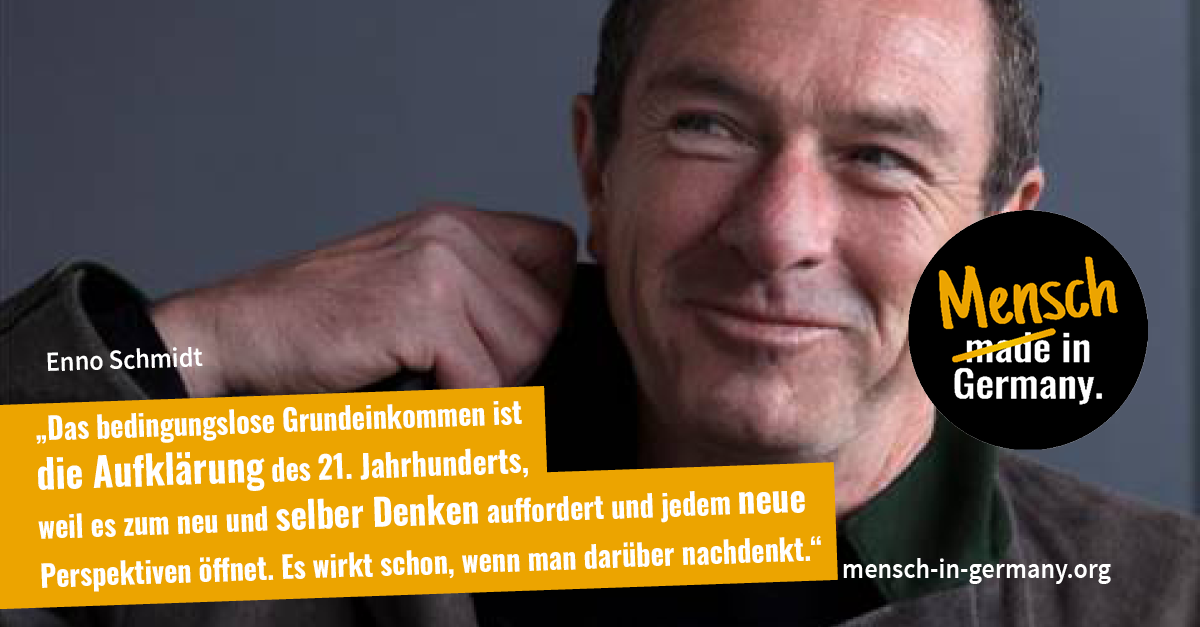 Enno Schmidt
„Das bedingungslose Grundeinkommen ist
die Aufklärung des 21. Jahrhunderts,
weil es zum neu und selber Denken auffordert und jedem neue
Perspektiven öffnet. Es wirkt schon, wenn man darüber nachdenkt.“
Mensch
made in
Germany.
mensch-in-germany.org